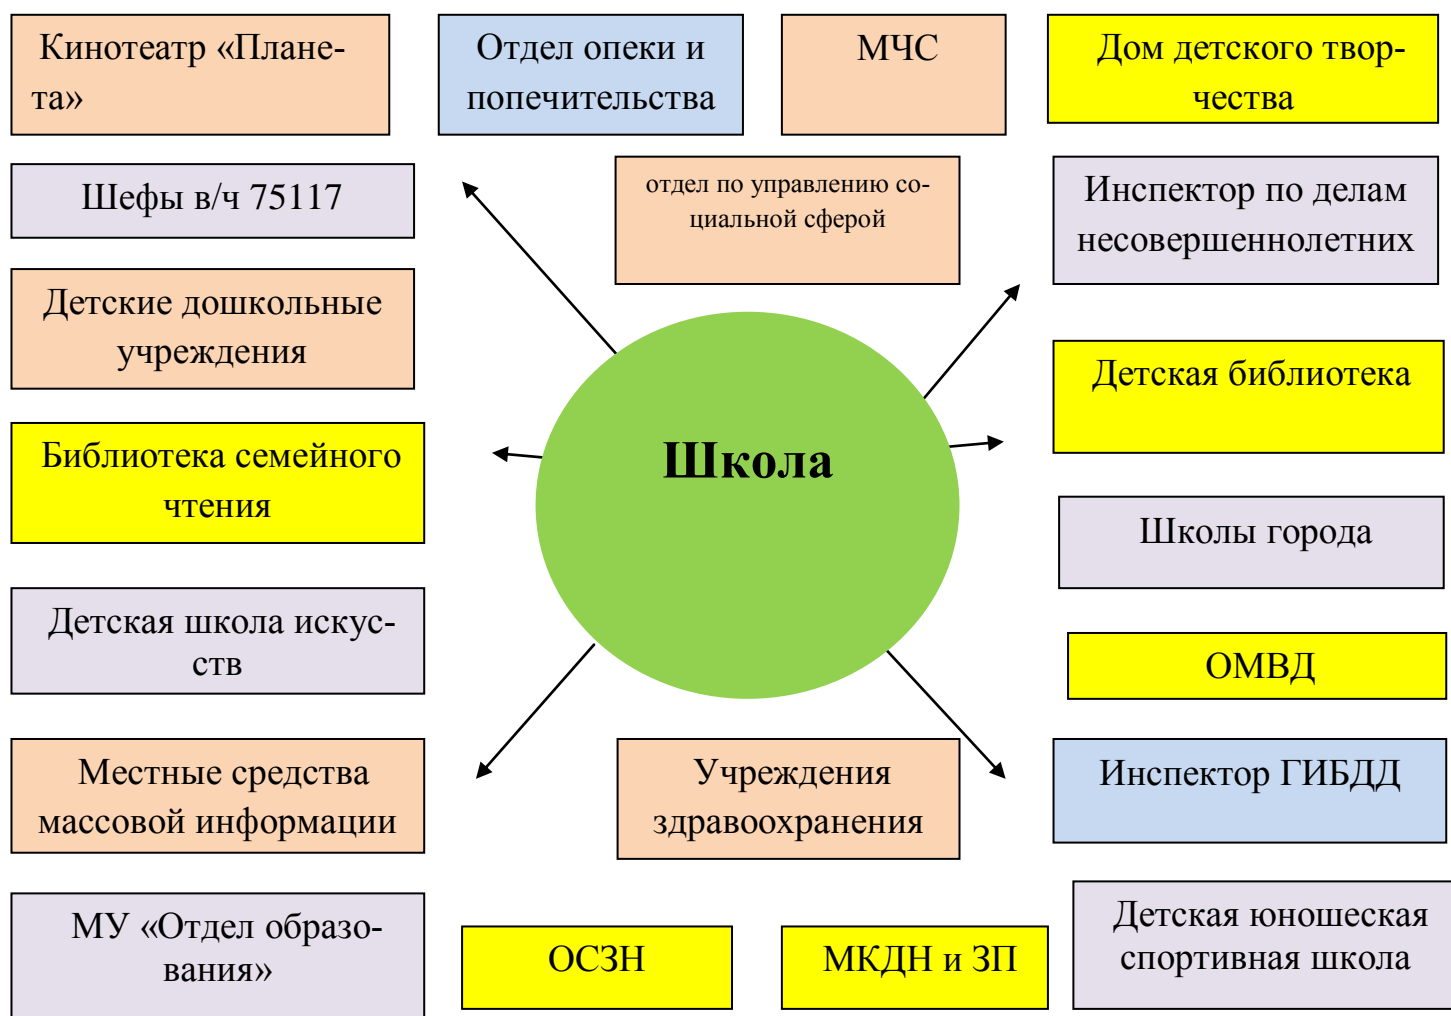 Кинотеатр «Плане-
та»
Отдел опеки и
попечительства
МЧС
Дом детского твор-
чества
Шефы в/ч 75117
отдел по управлению со-
циальной сферой
Инспектор по делам
несовершеннолетних
Детские дошкольные
учреждения
Детская библиотека
Библиотека семейного
чтения
Школа
Школы города
Детская школа искус-
ств
ОМВД
Местные средства
массовой информации
Учреждения
здравоохранения
Инспектор ГИБДД
МУ «Отдел образо-
вания»
ОСЗН
МКДН и ЗП
Детская юношеская
спортивная школа